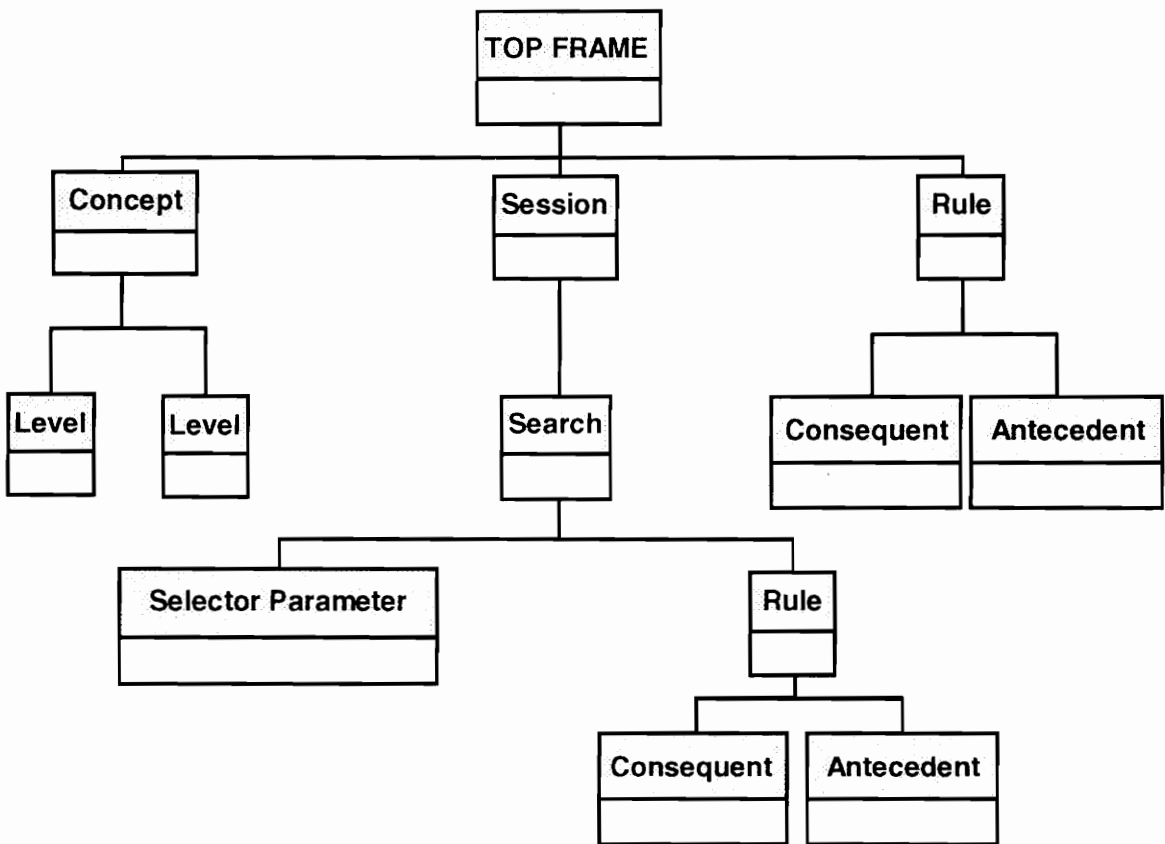 TOP FRAME
Concept
Session
Rule
Level
Level
Search
Consequent
Antecedent
Selector Parameter
Rule
Consequent
Antecedent